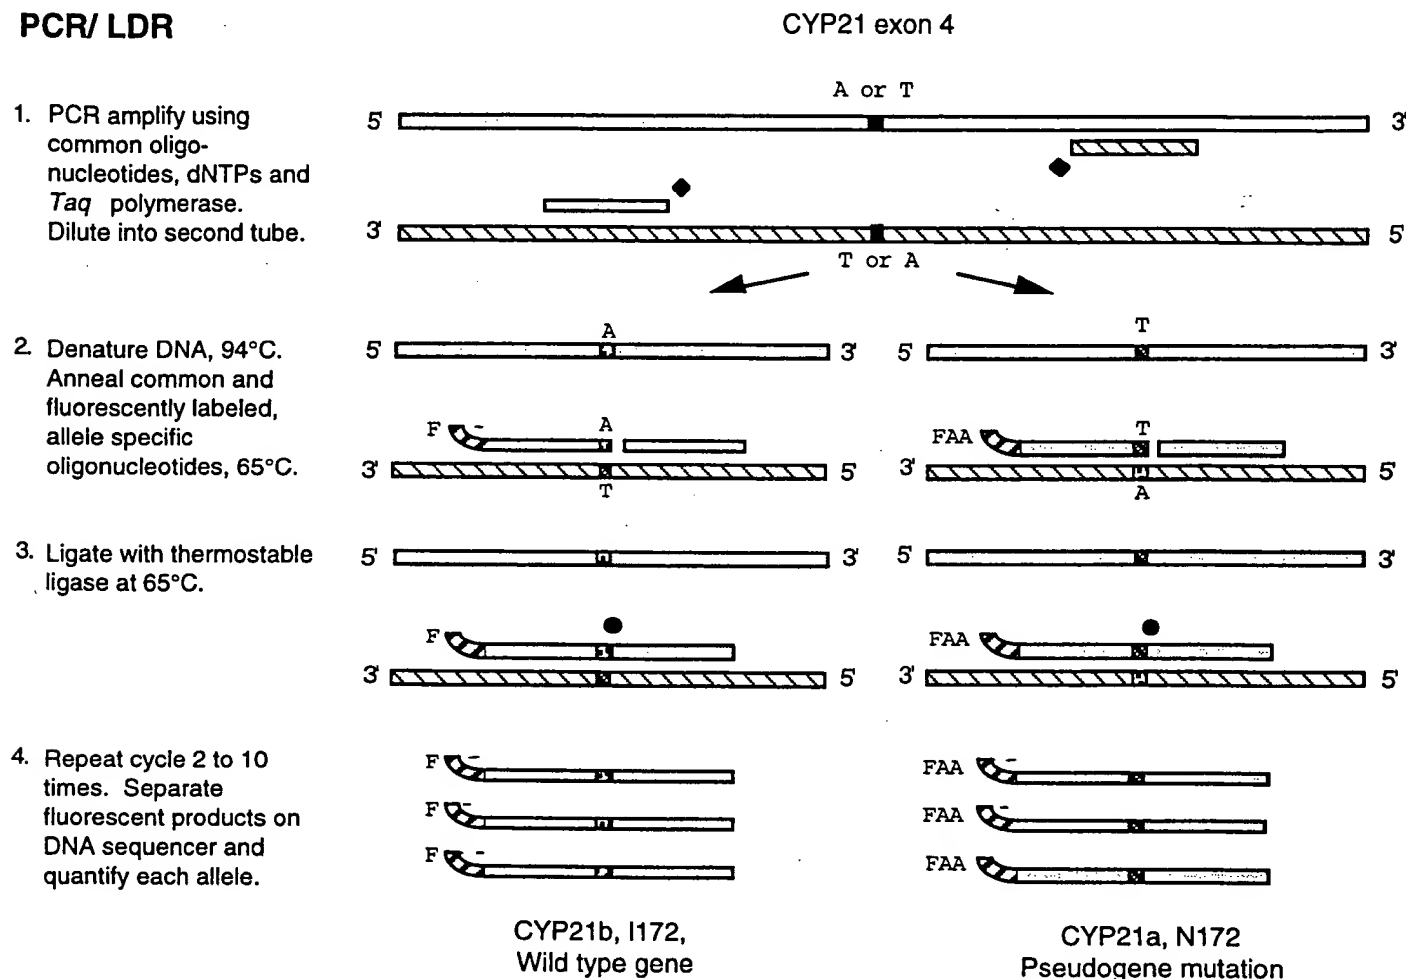 PCR/ LDR
CYP21 exon 4
1. PCR amplify using
common oligo-
nucleotides, dNTPs and
Taq polymerase.
Dilute into second tube.
A or T
5' 3'
3' 5'
T or A
2. Denature DNA, 94°C.
Anneal common and
fluorescently labeled,
allele specific
oligonucleotides, 65°C.
A T
5' 3' 5' 3'
F A FAA T
3' 5' 3' 5'
T A
3. Ligate with thermostable
ligase at 65°C.
5' 3' 5' 3'
F FAA
3' 5' 3' 5'
4. Repeat cycle 2 to 10
times. Separate
fluorescent products on
DNA sequencer and
quantify each allele.
F FAA
F FAA
F FAA
CYP21b, I172,
Wild type gene
CYP21a, N172
Pseudogene mutation